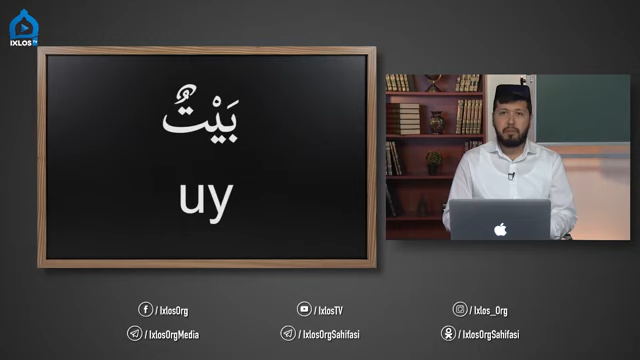 IXLOS TV
بَيْتٌ
uy
/ IxlosOrg
/ IxlosTV
/ Ixlos_Org
/ IxlosOrgMedia
/ IxlosOrgSahifasi
/ IxlosOrgSahifasi